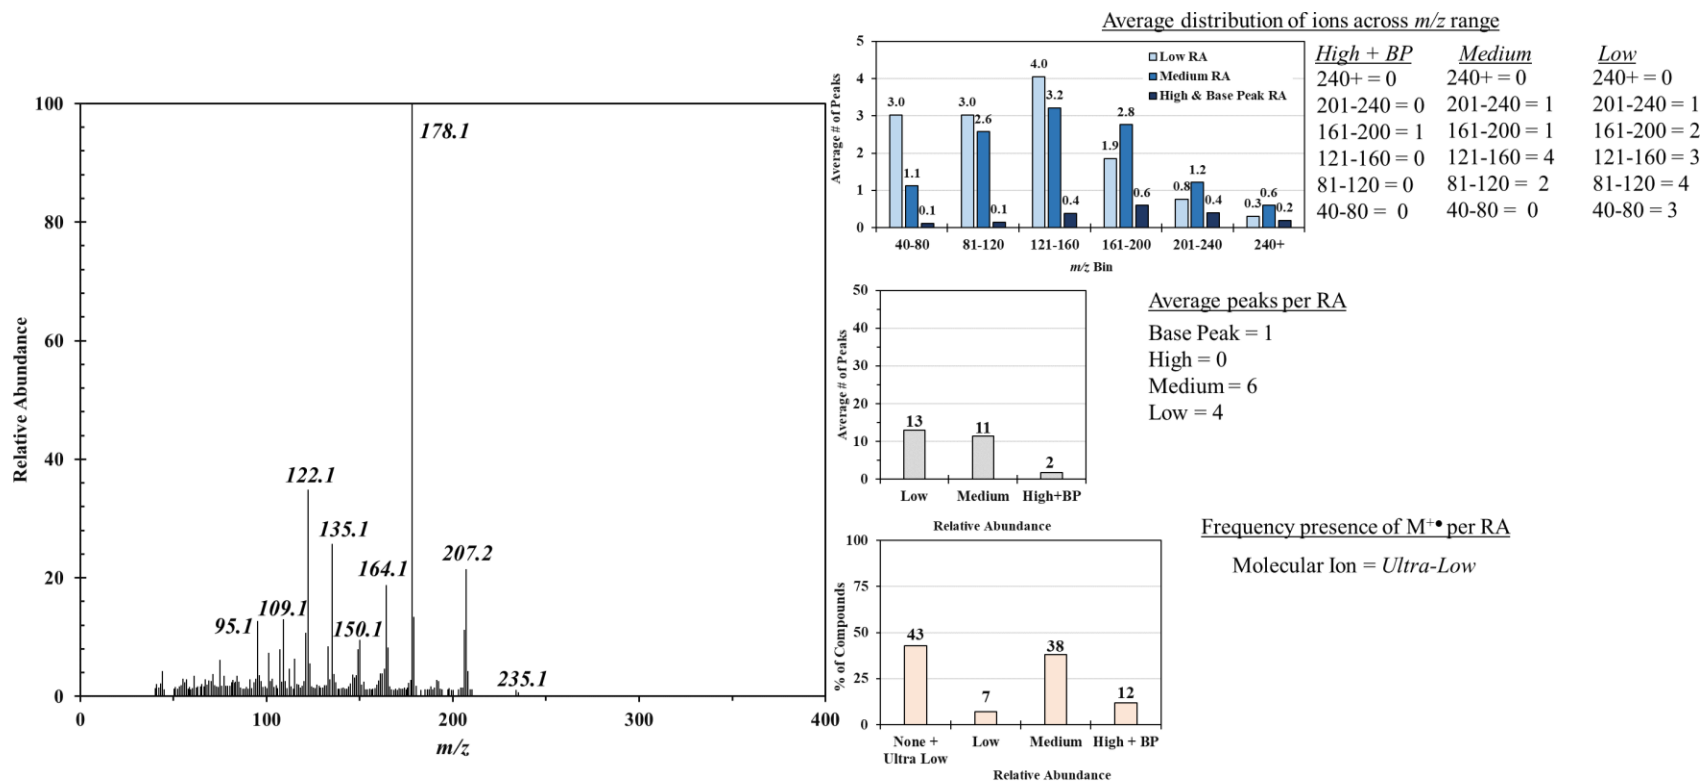 100
80
60
40
20
0
Relative Abundance
178.1
122.1
135.1
164.1
207.2
109.1
95.1
150.1
235.1
0
100
200
300
400
m/z
Average distribution of ions across m/z range
5
4
3
2
1
0
Average # of Peaks
Low RA
Medium RA
High & Base Peak RA
3.0
1.1
0.1
3.0
2.6
0.1
4.0
3.2
0.4
1.9
2.8
0.6
0.8
1.2
0.4
0.3
0.6
0.2
40-80
81-120
121-160
161-200
201-240
240+
m/z Bin
High + BP
240+ = 0
201-240 = 0
161-200 = 1
121-160 = 0
81-120 = 0
40-80 = 0
Medium
240+ = 0
201-240 = 1
161-200 = 1
121-160 = 4
81-120 = 2
40-80 = 0
Low
240+ = 0
201-240 = 1
161-200 = 2
121-160 = 3
81-120 = 4
40-80 = 3
50
40
30
20
10
0
Average # of Peaks
13
11
2
Low
Medium
High+BP
Relative Abundance
Average peaks per RA
Base Peak = 1
High = 0
Medium = 6
Low = 4
100
75
50
25
0
% of Compounds
43
7
38
12
None +
Ultra Low
Low
Medium
High + BP
Relative Abundance
Frequency presence of M⁺• per RA
Molecular Ion = Ultra-Low